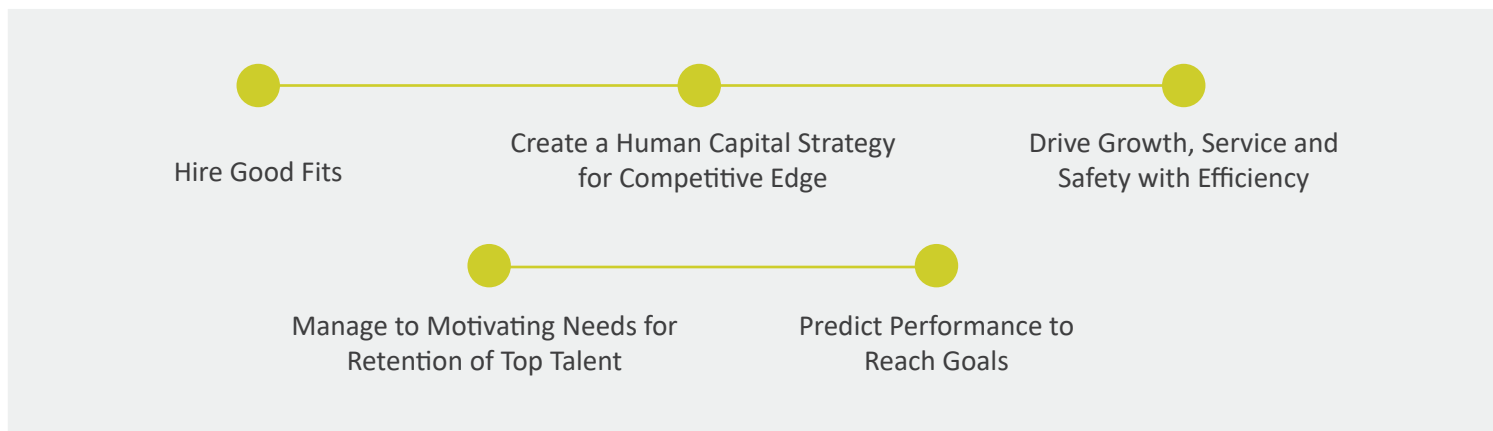 Hire Good Fits
Create a Human Capital Strategy
for Competitive Edge
Drive Growth, Service and
Safety with Efficiency
Manage to Motivating Needs for
Retention of Top Talent
Predict Performance to
Reach Goals